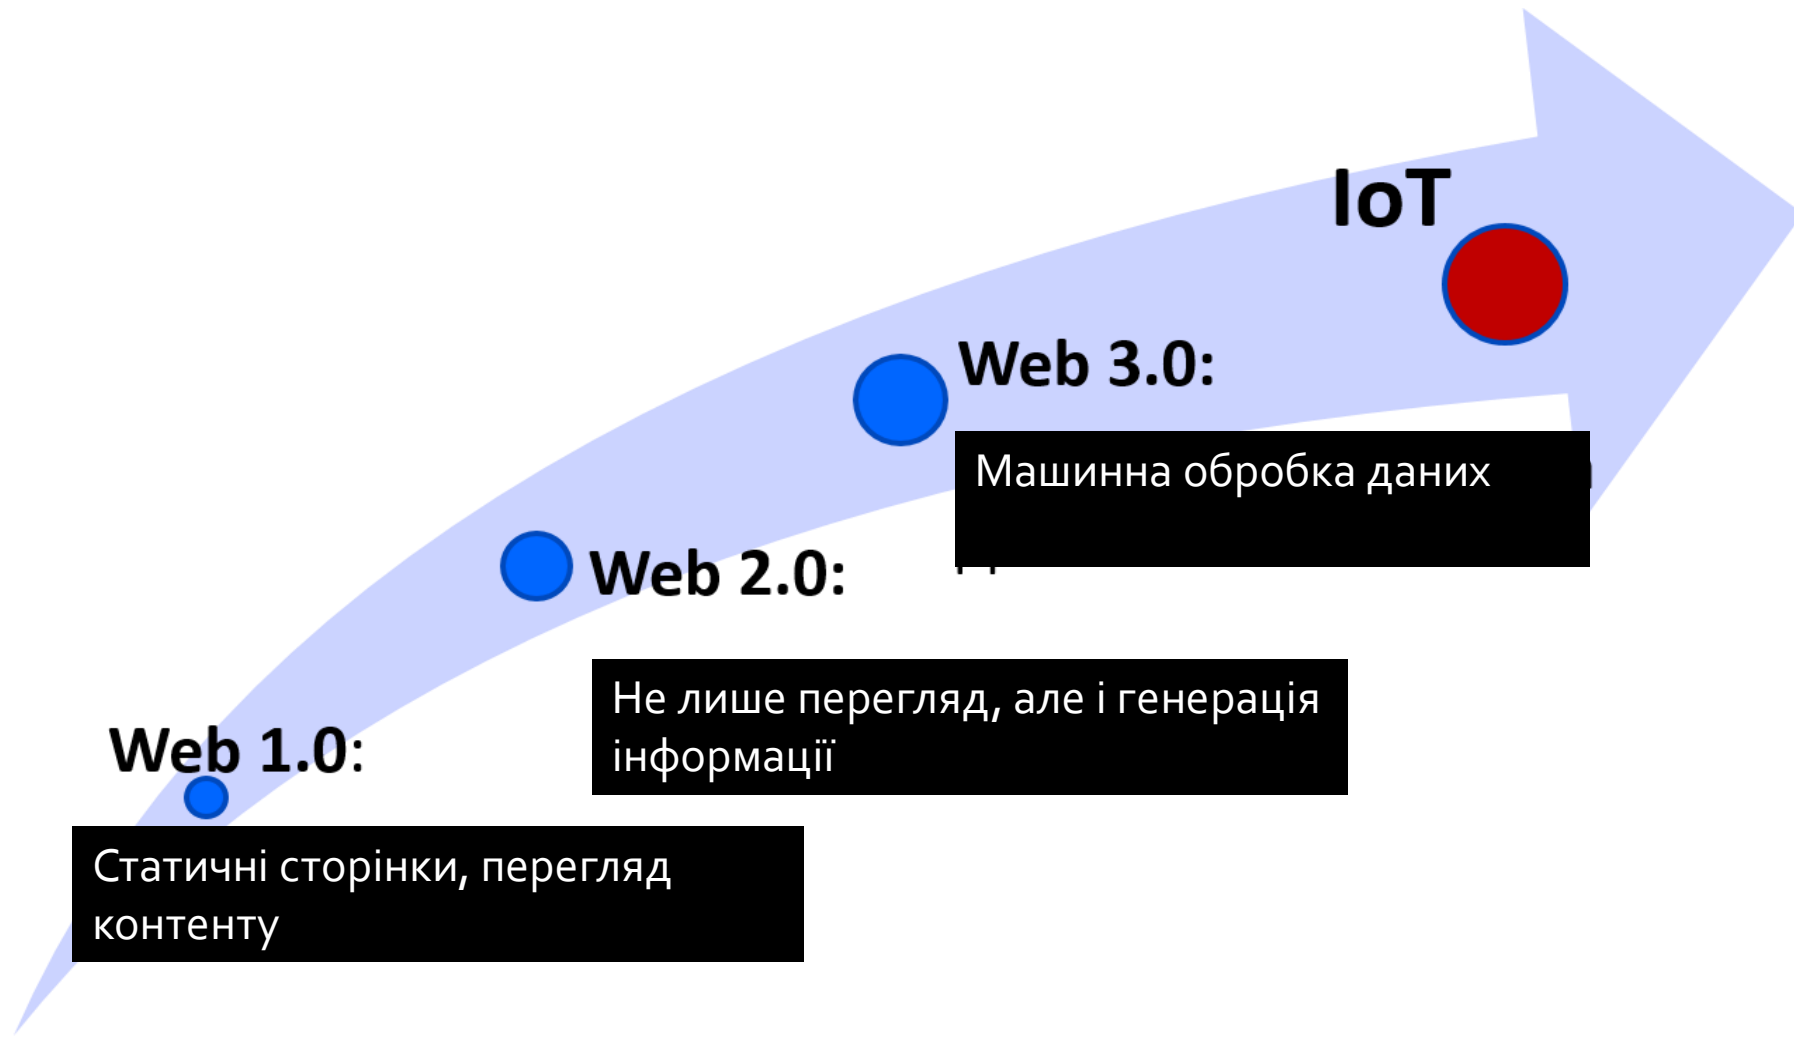 IoT
Web 3.0:
Машинна обробка даних
Web 2.0:
Не лише перегляд, але і генерація
інформації
Web 1.0:
Статичні сторінки, перегляд
контенту